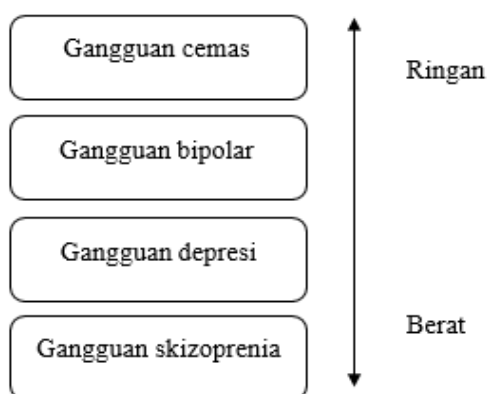 Gangguan cemas
Ringan
Gangguan bipolar
Gangguan depresi
Berat
Gangguan skizoprenia